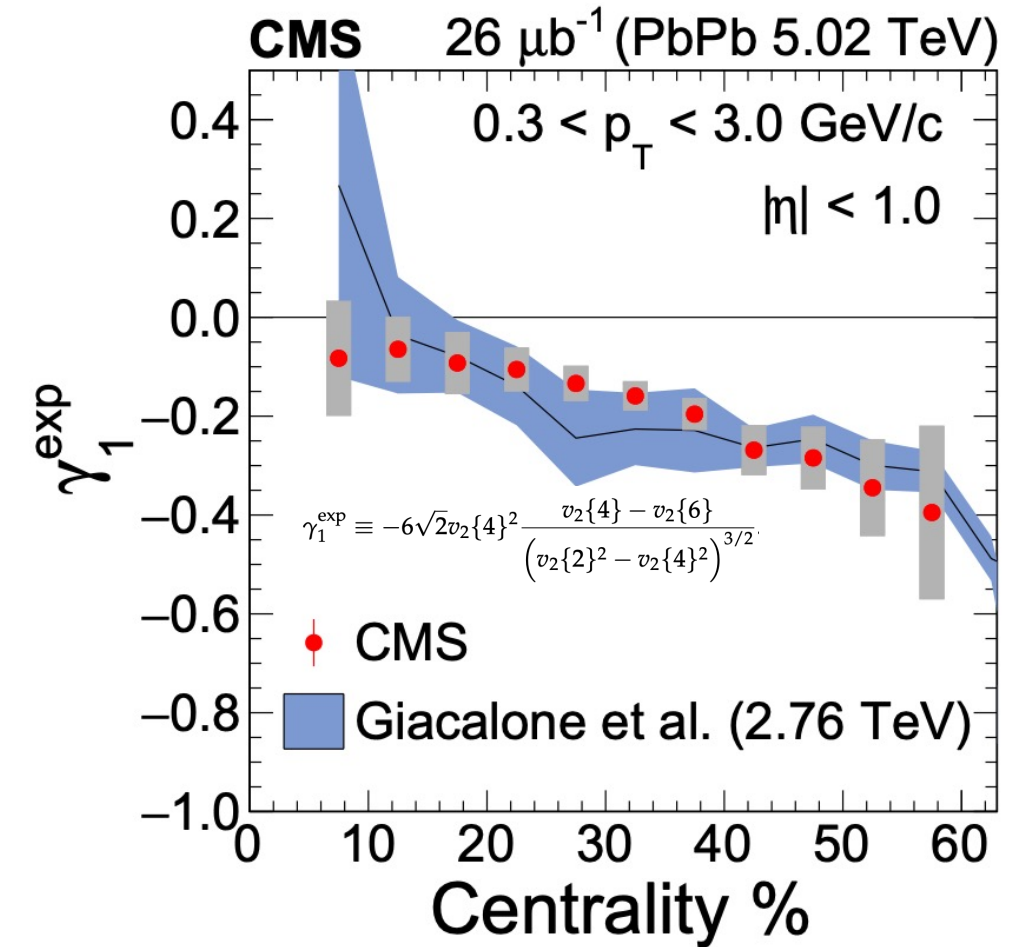 CMS 26 μb⁻¹ (PbPb 5.02 TeV)
0.3 < p_T < 3.0 GeV/c
|η| < 1.0
γ₁^exp
0.4
0.2
0.0
−0.2
−0.4
−0.6
−0.8
−1.0
γ₁^exp ≡ −6√2v₂{4}² (v₂{4} − v₂{6}) / (v₂{2}² − v₂{4}²)^3/2
CMS
Giacalone et al. (2.76 TeV)
0 10 20 30 40 50 60
Centrality %